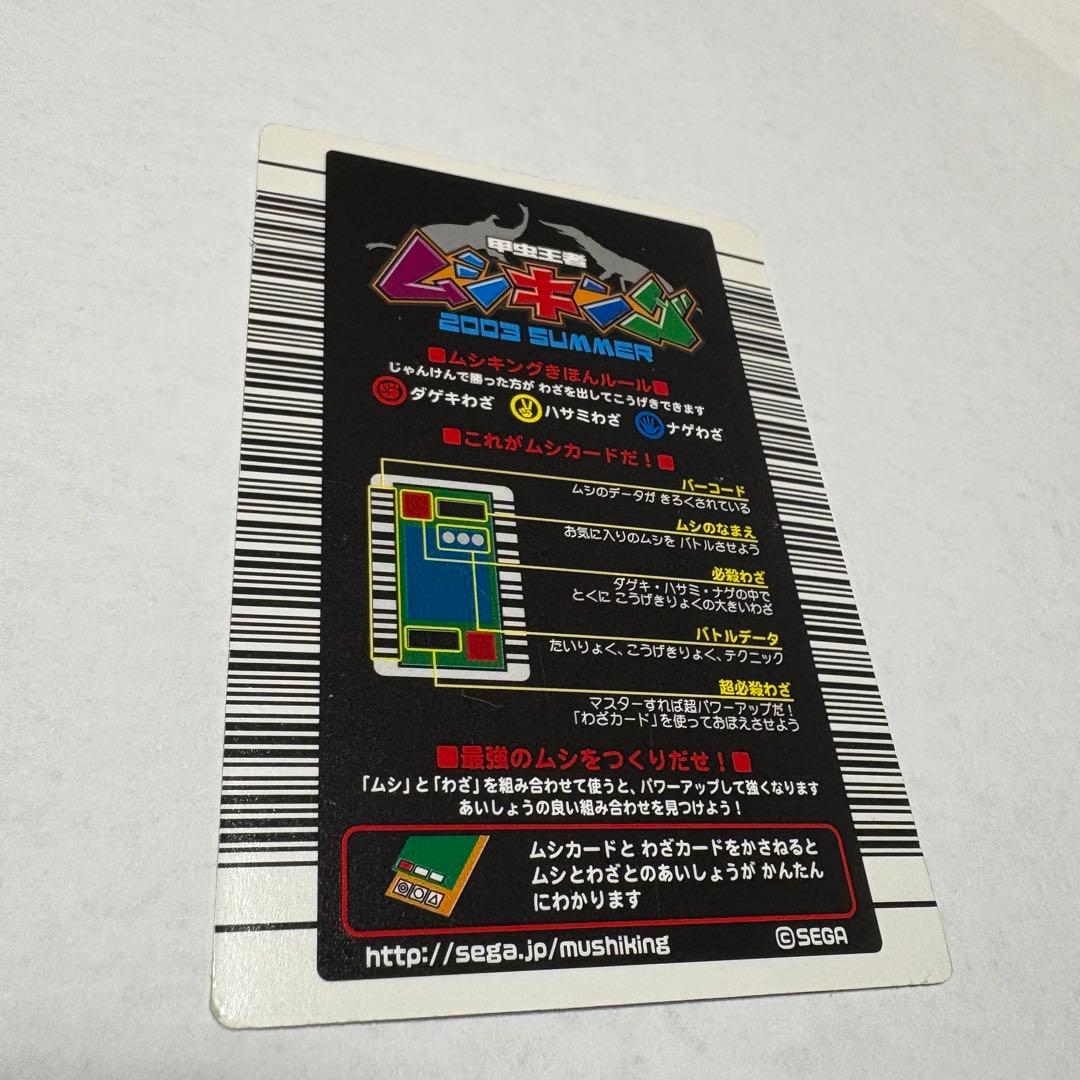 甲虫王者
ムシキング
2003 SUMMER
■ムシキングきほんルール■
じゃんけんで勝った方が わざを出してこうげきできます
ダゲキわざ ハサミわざ ナゲわざ
■これがムシカードだ!■
バーコード
ムシのデータが きろくされている
ムシのなまえ
お気に入りのムシを バトルさせよう
必殺わざ
ダゲキ・ハサミ・ナゲの中で
とくに こうげきりょくの大きいわざ
バトルデータ
たいりょく、こうげきりょく、テクニック
超必殺わざ
マスターすれば超パワーアップだ!
「わざカード」を使っておぼえさせよう
■最強のムシをつくりだせ!■
「ムシ」と「わざ」を組み合わせて使うと、パワーアップして強くなります
あいしょうの良い組み合わせを見つけよう!
ムシカードと わざカードをかさねると
ムシとわざとのあいしょうが かんたん
にわかります
http://sega.jp/mushiking
©SEGA